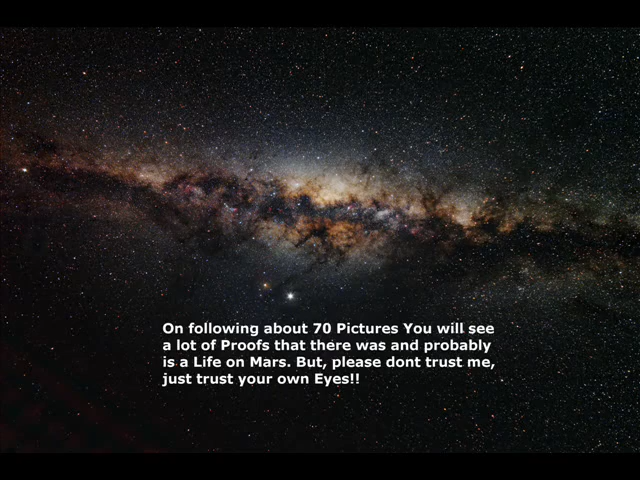 On following about 70 Pictures You will see
a lot of Proofs that there was and probably
is a Life on Mars. But, please dont trust me,
just trust your own Eyes!!